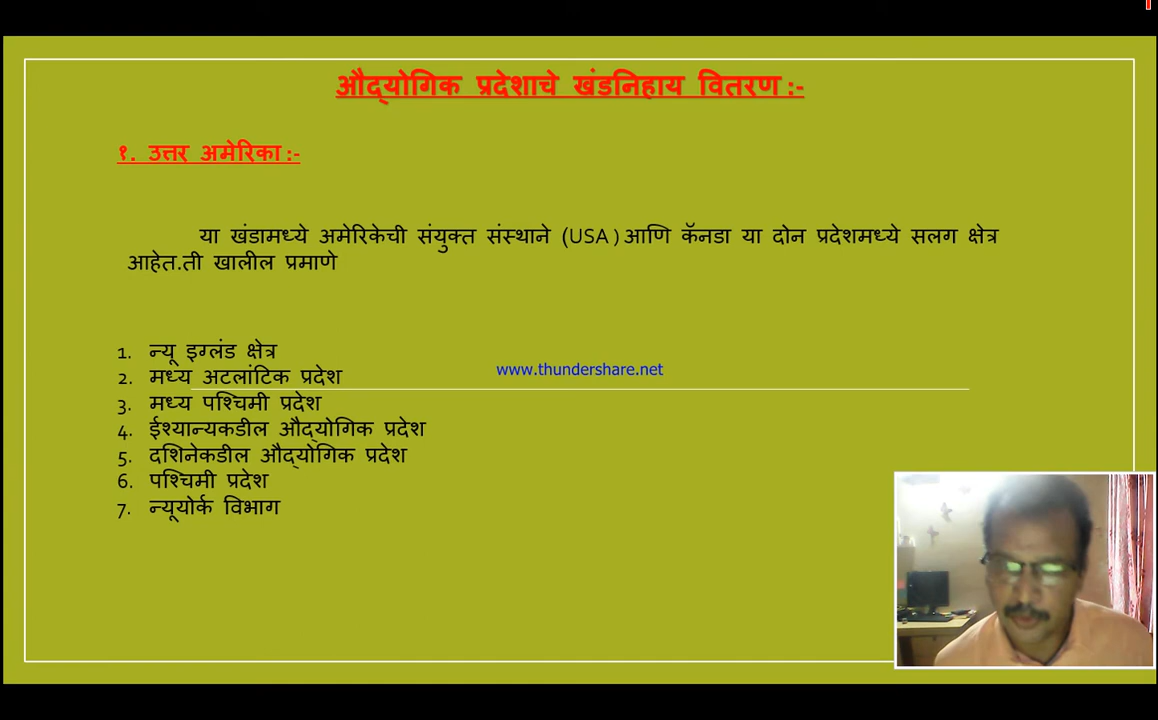 औद्योगिक प्रदेशाचे खंडनिहाय वितरण :-
१. उत्तर अमेरिका :-
या खंडामध्ये अमेरिकेची संयुक्त संस्थाने (USA ) आणि कॅनडा या दोन प्रदेशमध्ये सलग क्षेत्र
आहेत.ती खालील प्रमाणे
1. न्यू इग्लंड क्षेत्र
2. मध्य अटलांटिक प्रदेश
3. मध्य पश्चिमी प्रदेश
4. ईश्यान्यकडील औद्योगिक प्रदेश
5. दशिनेकडील औद्योगिक प्रदेश
6. पश्चिमी प्रदेश
7. न्यूयोर्क विभाग
www.thundershare.net